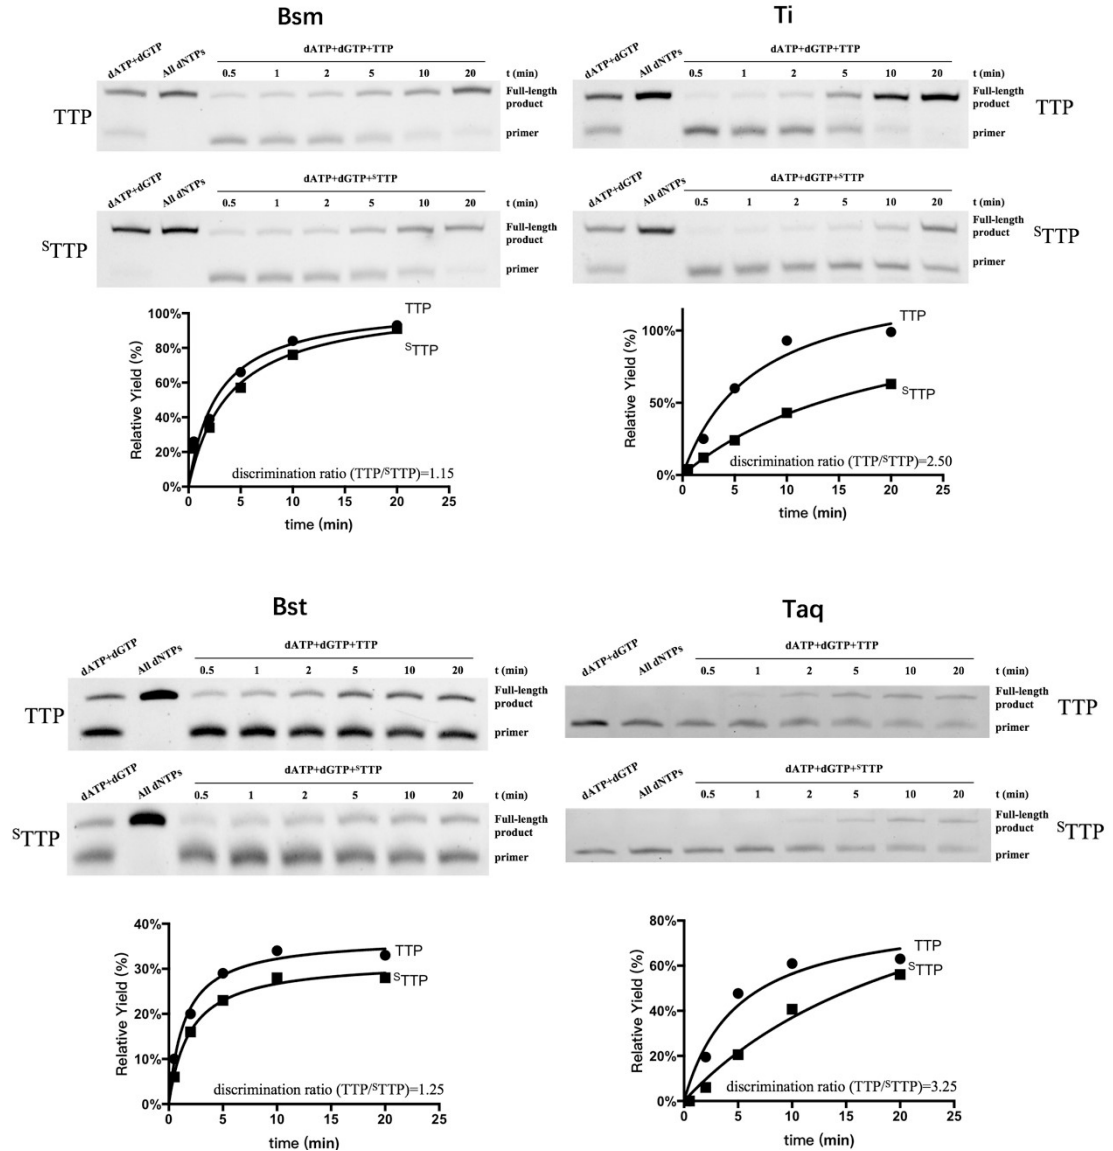 Bsm
dATP+dGTP All dNTPs dATP+dGTP+TTP
0.5 1 2 5 10 20 t (min)
TTP
Full-length product
primer
dATP+dGTP All dNTPs dATP+dGTP+ˢTTP
0.5 1 2 5 10 20 t (min)
ˢTTP
Full-length product
primer
Relative Yield (%)
100%
80%
60%
40%
20%
0%
TTP
ˢTTP
discrimination ratio (TTP/ˢTTP)=1.15
0 5 10 15 20 25
time (min)
Ti
dATP+dGTP All dNTPs dATP+dGTP+TTP
0.5 1 2 5 10 20 t (min)
Full-length product
primer
TTP
dATP+dGTP All dNTPs dATP+dGTP+ˢTTP
0.5 1 2 5 10 20 t (min)
Full-length product
primer
ˢTTP
Relative Yield (%)
100%
50%
0%
TTP
ˢTTP
discrimination ratio (TTP/ˢTTP)=2.50
0 5 10 15 20 25
time (min)
Bst
dATP+dGTP All dNTPs dATP+dGTP+TTP
0.5 1 2 5 10 20 t (min)
TTP
Full-length product
primer
dATP+dGTP All dNTPs dATP+dGTP+ˢTTP
0.5 1 2 5 10 20 t (min)
ˢTTP
Full-length product
primer
Relative Yield (%)
40%
30%
20%
10%
0%
TTP
ˢTTP
discrimination ratio (TTP/ˢTTP)=1.25
0 5 10 15 20 25
time (min)
Taq
dATP+dGTP All dNTPs dATP+dGTP+TTP
0.5 1 2 5 10 20 t (min)
Full-length product
primer
TTP
dATP+dGTP All dNTPs dATP+dGTP+ˢTTP
0.5 1 2 5 10 20 t (min)
Full-length product
primer
ˢTTP
Relative Yield (%)
80%
60%
40%
20%
0%
TTP
ˢTTP
discrimination ratio (TTP/ˢTTP)=3.25
0 5 10 15 20 25
time (min)